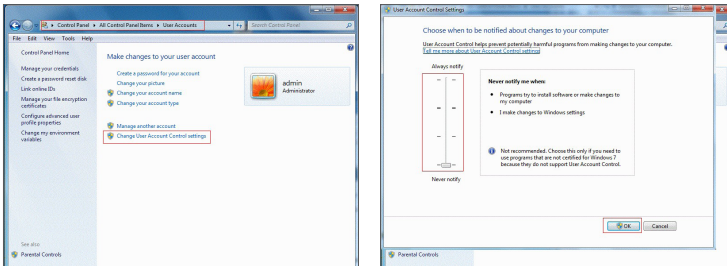 Control Panel
All Control Panel Items
User Accounts
Search Control Panel
File Edit View Tools Help
Control Panel Home
Manage your credentials
Create a password reset disk
Link online IDs
Manage your file encryption
certificates
Configure advanced user
profile properties
Change my environment
variables
See also
Parental Controls
Make changes to your user account
Create a password for your account
Change your picture
Change your account name
Change your account type
Manage another account
Change User Account Control settings
admin
Administrator
User Account Control Settings
Choose when to be notified about changes to your computer
User Account Control helps prevent potentially harmful programs from making changes to your computer.
Tell me more about User Account Control settings
Always notify
Never notify me when:
• Programs try to install software or make changes to
my computer
• I make changes to Windows settings
Not recommended. Choose this only if you need to
use programs that are not certified for Windows 7
because they do not support User Account Control.
Never notify
OK Cancel
Parental Controls